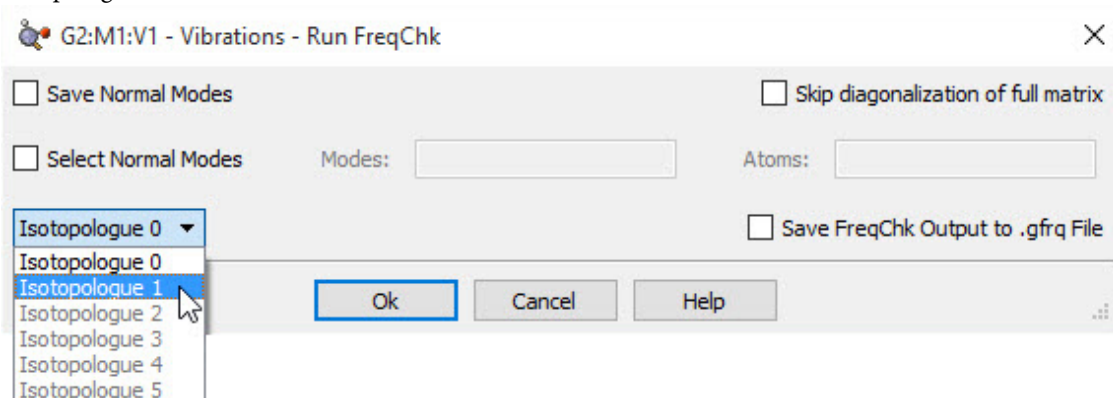 G2:M1:V1 - Vibrations - Run FreqChk
Save Normal Modes
Skip diagonalization of full matrix
Select Normal Modes
Modes:
Atoms:
Isotopologue 0
Save FreqChk Output to .gfrq File
Isotopologue 0
Isotopologue 1
Isotopologue 2
Isotopologue 3
Isotopologue 4
Isotopologue 5
Ok
Cancel
Help